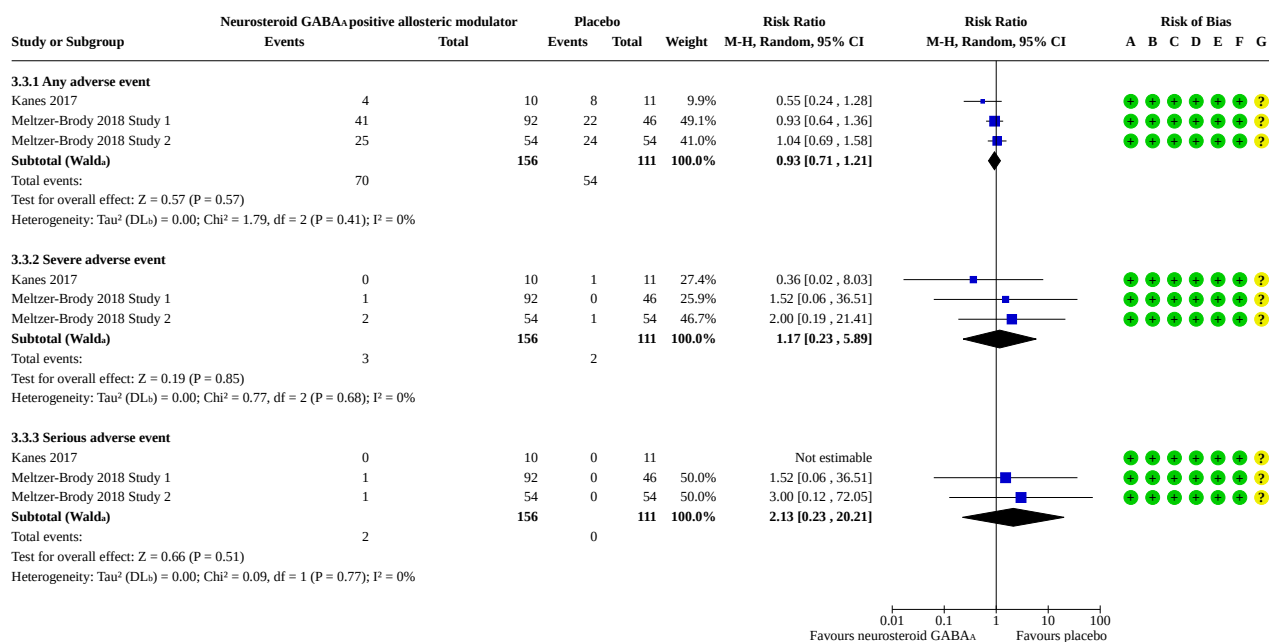 Neurosteroid GABAA positive allosteric modulator Placebo Risk Ratio Risk Ratio Risk of Bias
Study or Subgroup Events Total Events Total Weight M-H, Random, 95% CI M-H, Random, 95% CI A B C D E F G
3.3.1 Any adverse event
Kanes 2017 4 10 8 11 9.9% 0.55 [0.24 , 1.28] + + + + + + ?
Meltzer-Brody 2018 Study 1 41 92 22 46 49.1% 0.93 [0.64 , 1.36] + + + + + + ?
Meltzer-Brody 2018 Study 2 25 54 24 54 41.0% 1.04 [0.69 , 1.58] + + + + + + ?
Subtotal (Walda) 156 111 100.0% 0.93 [0.71 , 1.21]
Total events: 70 54
Test for overall effect: Z = 0.57 (P = 0.57)
Heterogeneity: Tau² (DLb) = 0.00; Chi² = 1.79, df = 2 (P = 0.41); I² = 0%
3.3.2 Severe adverse event
Kanes 2017 0 10 1 11 27.4% 0.36 [0.02 , 8.03] + + + + + + ?
Meltzer-Brody 2018 Study 1 1 92 0 46 25.9% 1.52 [0.06 , 36.51] + + + + + + ?
Meltzer-Brody 2018 Study 2 2 54 1 54 46.7% 2.00 [0.19 , 21.41] + + + + + + ?
Subtotal (Walda) 156 111 100.0% 1.17 [0.23 , 5.89]
Total events: 3 2
Test for overall effect: Z = 0.19 (P = 0.85)
Heterogeneity: Tau² (DLb) = 0.00; Chi² = 0.77, df = 2 (P = 0.68); I² = 0%
3.3.3 Serious adverse event
Kanes 2017 0 10 0 11 Not estimable + + + + + + ?
Meltzer-Brody 2018 Study 1 1 92 0 46 50.0% 1.52 [0.06 , 36.51] + + + + + + ?
Meltzer-Brody 2018 Study 2 1 54 0 54 50.0% 3.00 [0.12 , 72.05] + + + + + + ?
Subtotal (Walda) 156 111 100.0% 2.13 [0.23 , 20.21]
Total events: 2 0
Test for overall effect: Z = 0.66 (P = 0.51)
Heterogeneity: Tau² (DLb) = 0.00; Chi² = 0.09, df = 1 (P = 0.77); I² = 0%
0.01 0.1 1 10 100
Favours neurosteroid GABAA Favours placebo